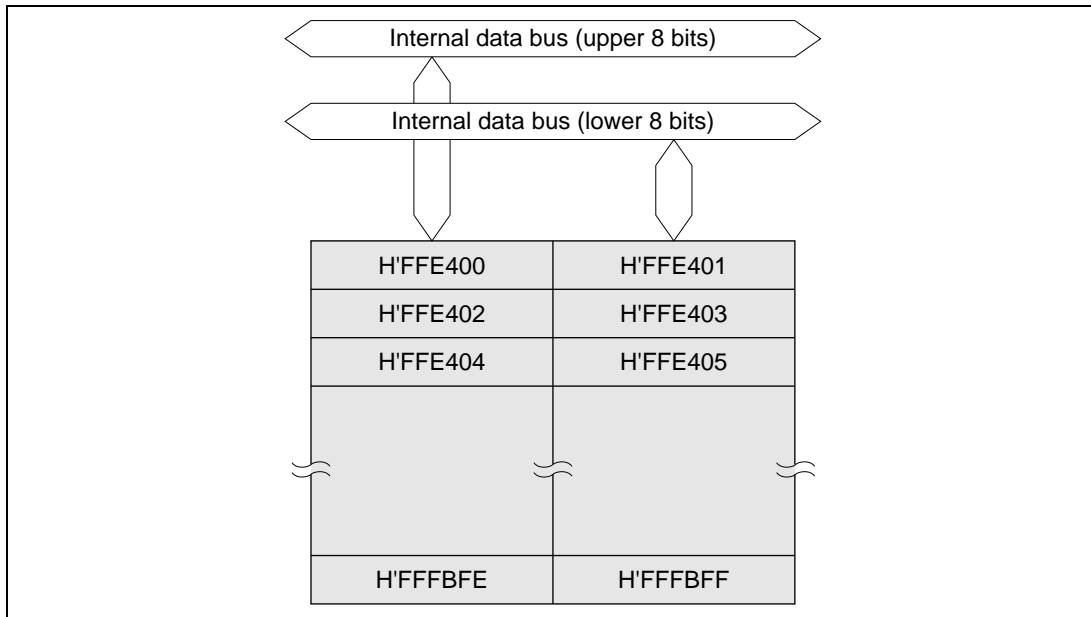 Internal data bus (upper 8 bits)
Internal data bus (lower 8 bits)
H'FFE400 H'FFE401
H'FFE402 H'FFE403
H'FFE404 H'FFE405
H'FFFBFE H'FFFBFF